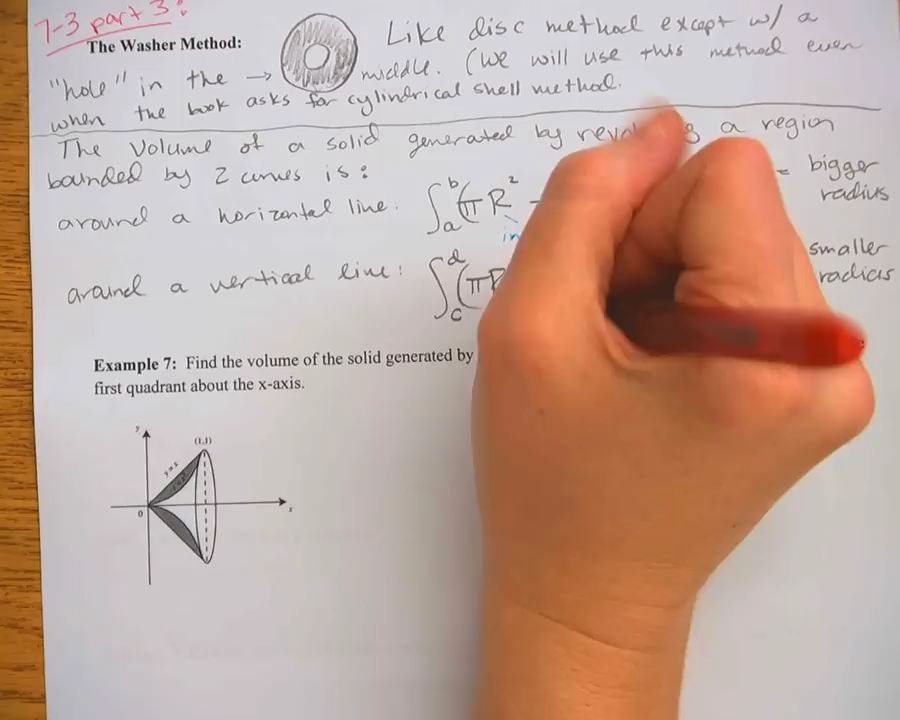 7-3 part 3:
The Washer Method:
Like disc method except w/ a
"hole" in the → middle. (We will use this method even
when the book asks for cylindrical shell method.
The volume of a solid generated by a region
bounded by 2 curves is: = bigger
radius
around a horizontal line. ∫ₐᵇ(πR² -
smaller
radius
around a vertical line: ∫꜀ᵈ(π
Example 7: Find the volume of the solid generated by
first quadrant about the x-axis.
y
(1,1)
y = x
0
x